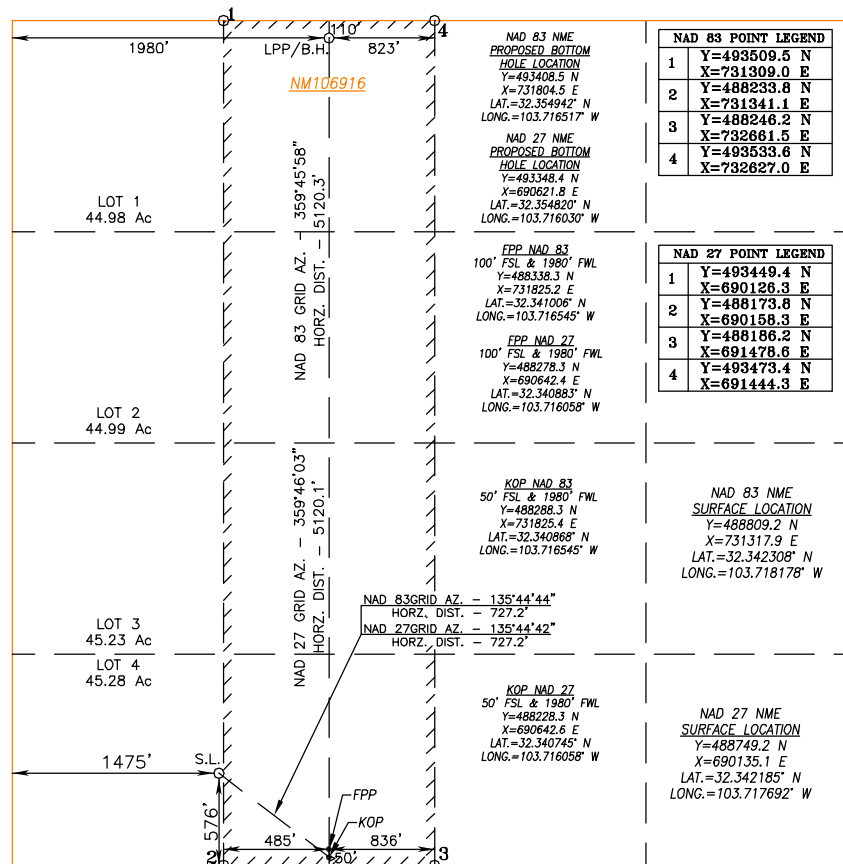 1
110'
4
1980'
LPP/B.H.
823'
NM106916
NAD 83 GRID AZ. - 359°45'58"
HORZ. DIST. - 5120.3'
NAD 27 GRID AZ. - 359°46'03"
HORZ. DIST. - 5120.1'
LOT 1
44.98 Ac
LOT 2
44.99 Ac
LOT 3
45.23 Ac
LOT 4
45.28 Ac
NAD 83 NME
PROPOSED BOTTOM
HOLE LOCATION
Y=493408.5 N
X=731804.5 E
LAT.=32.354942° N
LONG.=103.716517° W
NAD 27 NME
PROPOSED BOTTOM
HOLE LOCATION
Y=493348.4 N
X=690621.8 E
LAT.=32.354820° N
LONG.=103.716030° W
FPP NAD 83
100' FSL & 1980' FWL
Y=488338.3 N
X=731825.2 E
LAT.=32.341006° N
LONG.=103.716545° W
FPP NAD 27
100' FSL & 1980' FWL
Y=488278.3 N
X=690642.4 E
LAT.=32.340883° N
LONG.=103.716058° W
KOP NAD 83
50' FSL & 1980' FWL
Y=488288.3 N
X=731825.4 E
LAT.=32.340868° N
LONG.=103.716545° W
KOP NAD 27
50' FSL & 1980' FWL
Y=488228.3 N
X=690642.6 E
LAT.=32.340745° N
LONG.=103.716058° W
NAD 83 POINT LEGEND
1 Y=493509.5 N
X=731309.0 E
2 Y=488233.8 N
X=731341.1 E
3 Y=488246.2 N
X=732661.5 E
4 Y=493533.6 N
X=732627.0 E
NAD 27 POINT LEGEND
1 Y=493449.4 N
X=690126.3 E
2 Y=488173.8 N
X=690158.3 E
3 Y=488186.2 N
X=691478.6 E
4 Y=493473.4 N
X=691444.3 E
NAD 83 NME
SURFACE LOCATION
Y=488809.2 N
X=731317.9 E
LAT.=32.342308° N
LONG.=103.718178° W
NAD 27 NME
SURFACE LOCATION
Y=488749.2 N
X=690135.1 E
LAT.=32.342185° N
LONG.=103.717692° W
NAD 83GRID AZ. - 135°44'44"
HORZ. DIST. - 727.2'
NAD 27GRID AZ. - 135°44'42"
HORZ. DIST. - 727.2'
1475'
S.L.
576'
FPP
KOP
485'
836'
2
50'
3